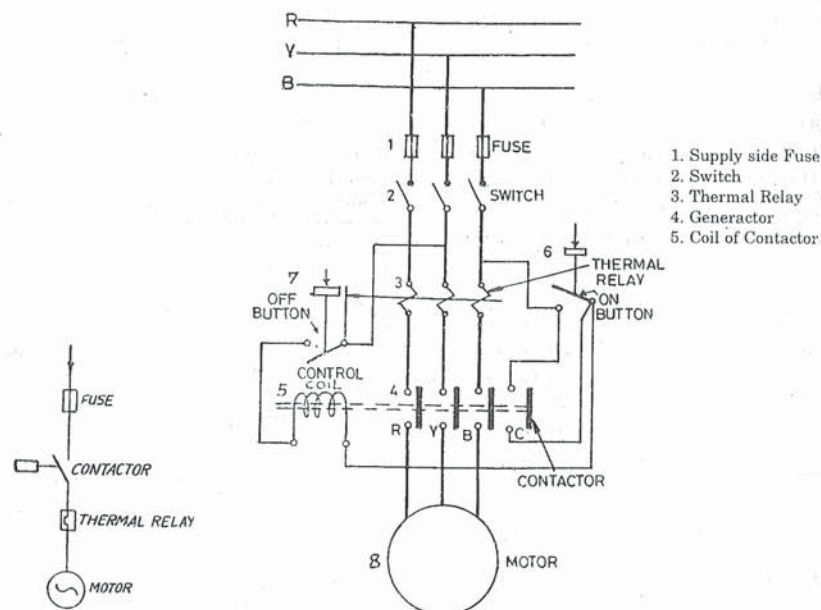 R
Y
B
1
FUSE
2
SWITCH
1. Supply side Fuse
2. Switch
3. Thermal Relay
4. Generactor
5. Coil of Contactor
6
7
3
THERMAL
RELAY
OFF
BUTTON
ON
BUTTON
CONTROL
COIL
5
4
R
Y
B
C
CONTACTOR
8
MOTOR
FUSE
CONTACTOR
THERMAL RELAY
MOTOR